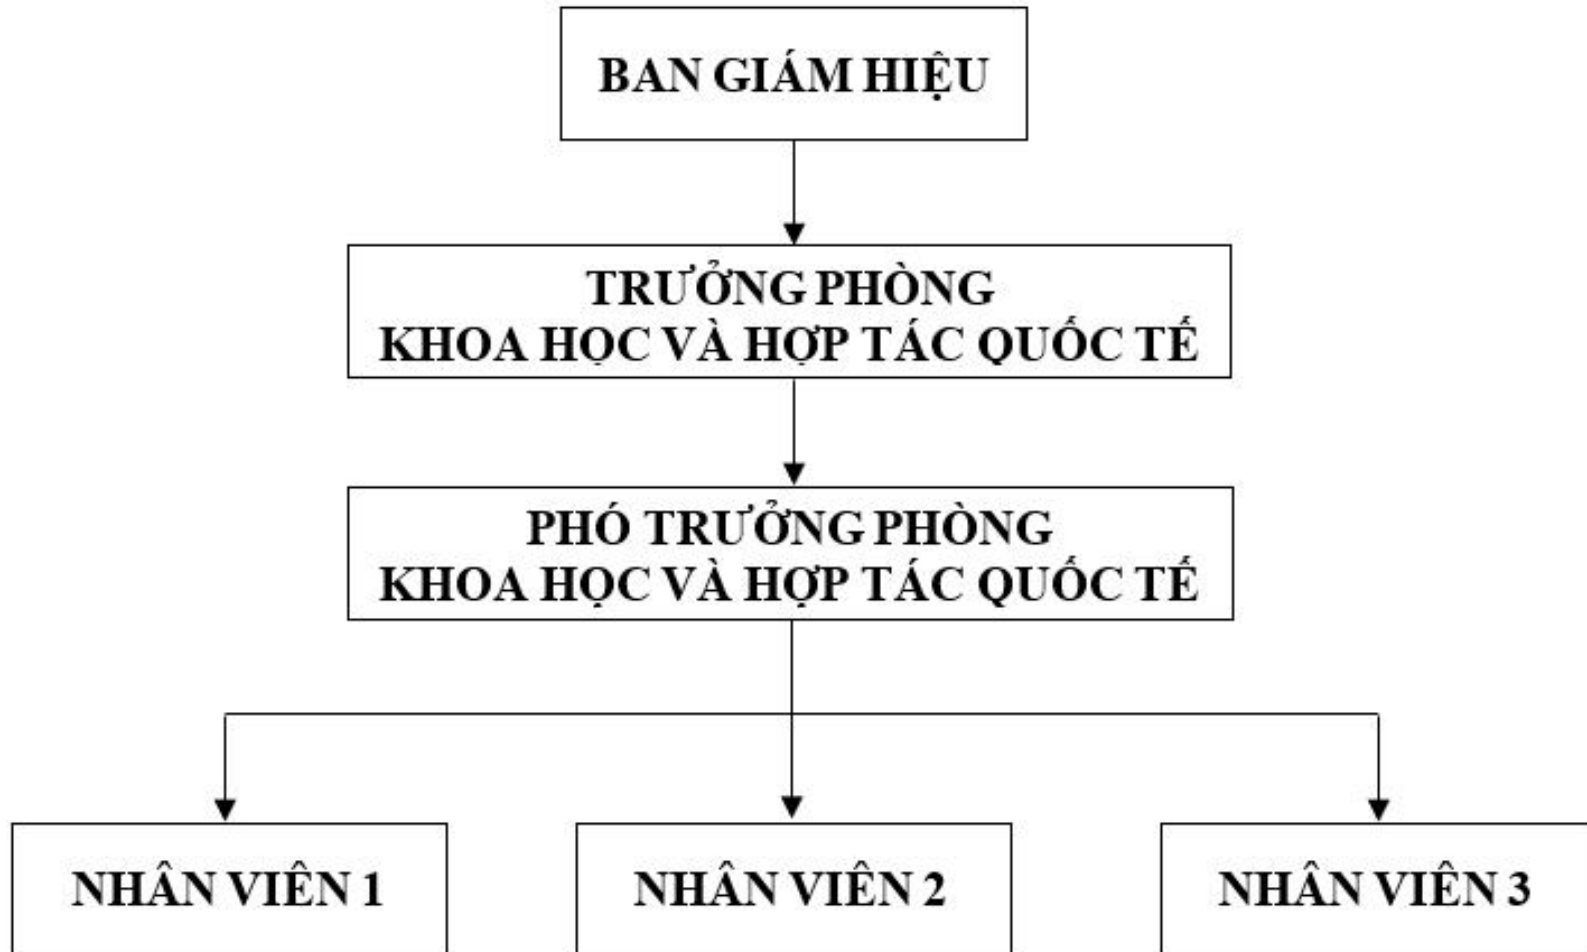 BAN GIÁM HIỆU
TRƯỞNG PHÒNG
KHOA HỌC VÀ HỢP TÁC QUỐC TẾ
PHÓ TRƯỞNG PHÒNG
KHOA HỌC VÀ HỢP TÁC QUỐC TẾ
NHÂN VIÊN 1
NHÂN VIÊN 2
NHÂN VIÊN 3